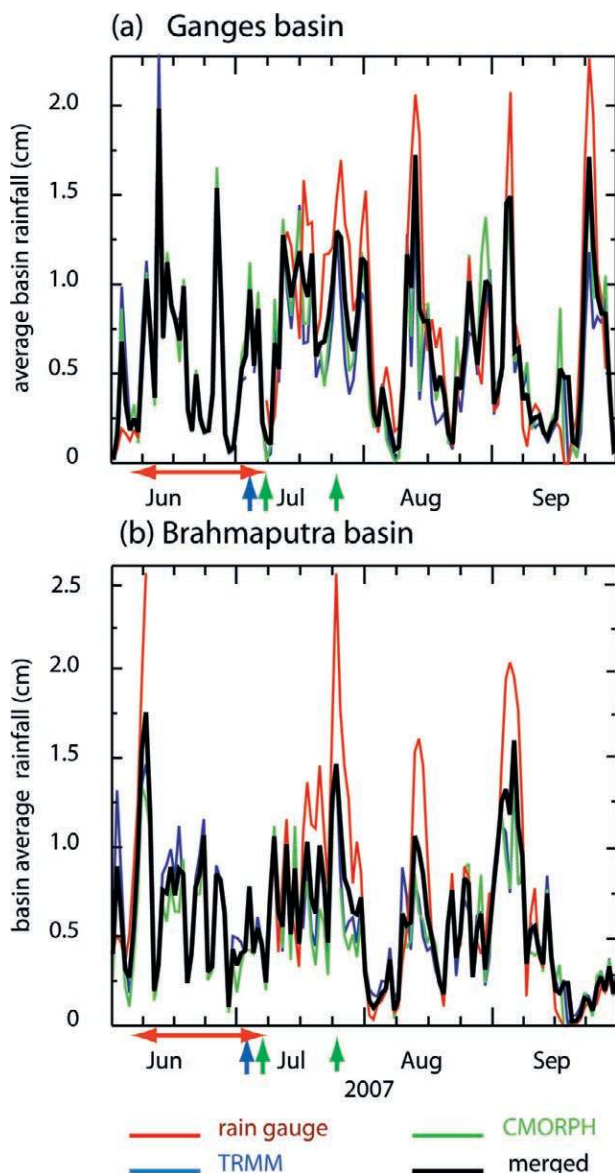 (a) Ganges basin
average basin rainfall (cm)
2.0
1.5
1.0
0.5
0
Jun Jul Aug Sep
(b) Brahmaputra basin
basin average rainfall (cm)
2.5
2.0
1.5
1.0
0.5
0
Jun Jul Aug Sep
2007
rain gauge CMORPH
TRMM merged